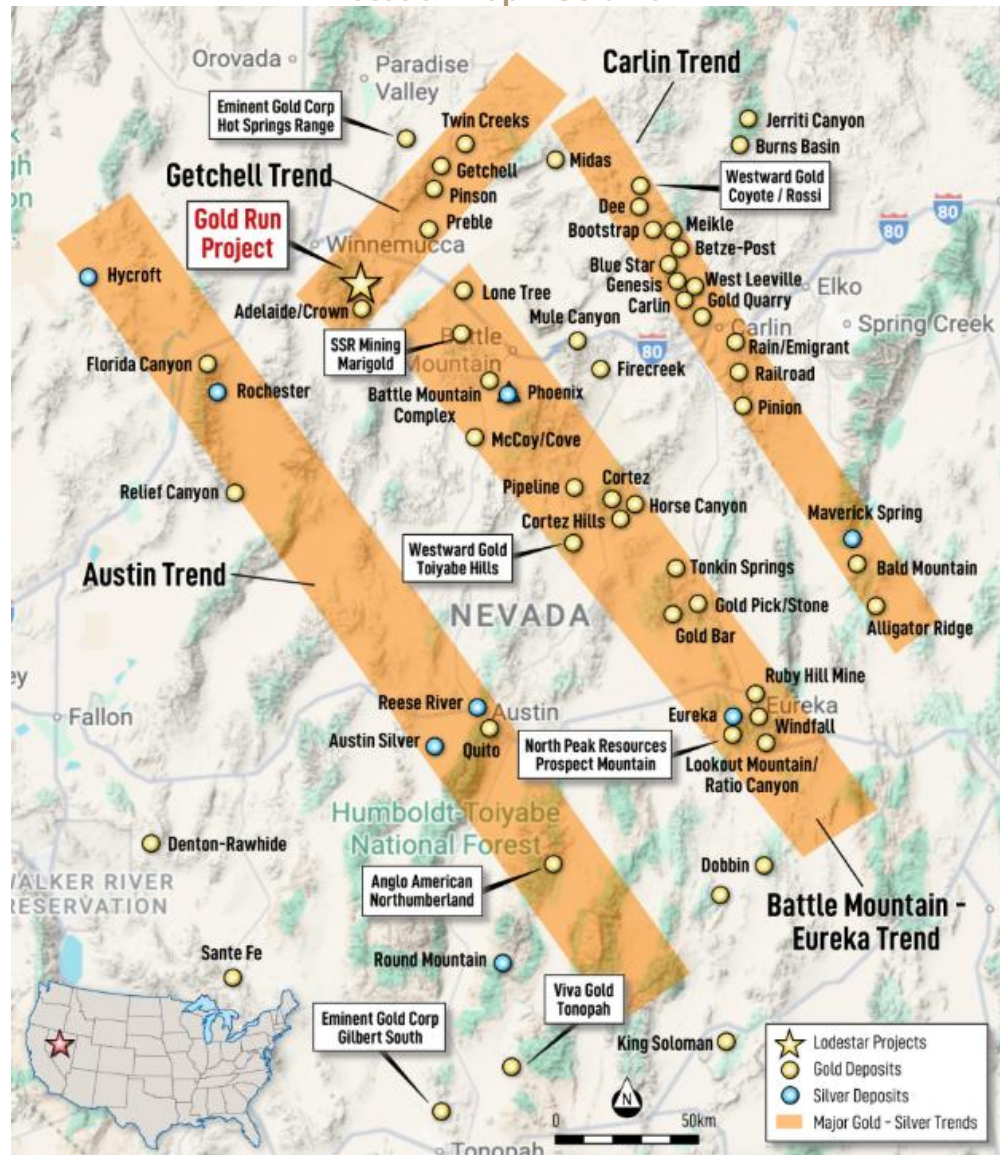 Orovada
Paradise
Valley
Eminent Gold Corp
Hot Springs Range
Carlin Trend
Twin Creeks
Jerriti Canyon
Burns Basin
Midas
Getchell
Getchell Trend
Pinson
Westward Gold
Coyote / Rossi
Dee
Preble
Bootstrap
Meikle
80
80
Gold Run
Project
Winnemucca
Betze-Post
Hycroft
Blue Star
Genesis
West Leeville
Lone Tree
Carlin
Gold Quarry
Elko
Adelaide/Crown
Mule Canyon
Carlin
Spring Creek
SSR Mining
Marigold
Battle
Mountain
80
Rain/Emigrant
Florida Canyon
Firecreek
Railroad
Rochester
Battle Mountain
Complex
Phoenix
Pinion
McCoy/Cove
Relief Canyon
Pipeline
Cortez
Horse Canyon
Cortez Hills
Maverick Spring
Westward Gold
Toiyabe Hills
Austin Trend
Tonkin Springs
Bald Mountain
NEVADA
Gold Pick/Stone
Gold Bar
Alligator Ridge
Ruby Hill Mine
Reese River
Austin
Eureka
Eureka
Fallon
Windfall
Austin Silver
Quito
North Peak Resources
Prospect Mountain
Lookout Mountain/
Ratio Canyon
Humboldt-Toiyabe
National Forest
Denton-Rawhide
Dobbin
Anglo American
Northumberland
WALKER RIVER
RESERVATION
Battle Mountain -
Eureka Trend
Sante Fe
Round Mountain
Viva Gold
Tonopah
Eminent Gold Corp
Gilbert South
King Soloman
Lodestar Projects
Gold Deposits
Silver Deposits
Major Gold - Silver Trends
N
0
50km
Tonopah